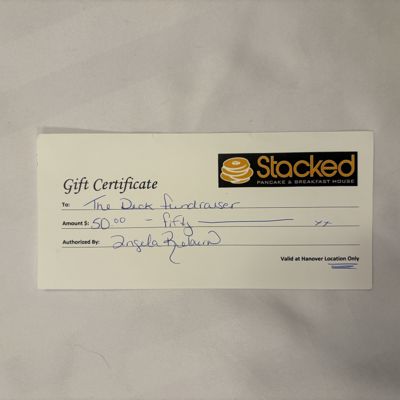 Stacked
PANCAKE & BREAKFAST HOUSE
Gift Certificate
To: The Deck fundraiser
Amount $: 50.00 - fifty
Authorized By: Angela
Valid at Hanover Location Only